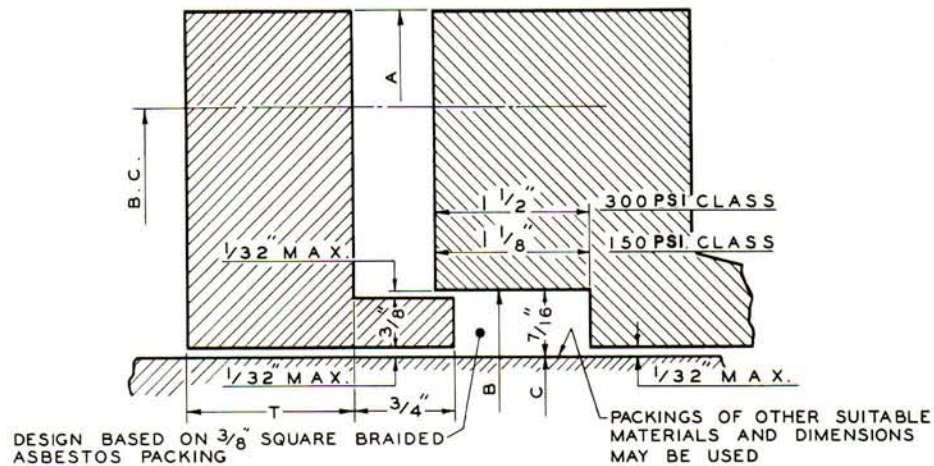 A
B.C.
1 1/2"
300 PSI CLASS
1 1/8"
150 PSI CLASS
1/32" MAX.
3/8"
7/16"
1/32" MAX.
B
C
1/32" MAX.
T
3/4"
DESIGN BASED ON 3/8" SQUARE BRAIDED
ASBESTOS PACKING
PACKINGS OF OTHER SUITABLE
MATERIALS AND DIMENSIONS
MAY BE USED